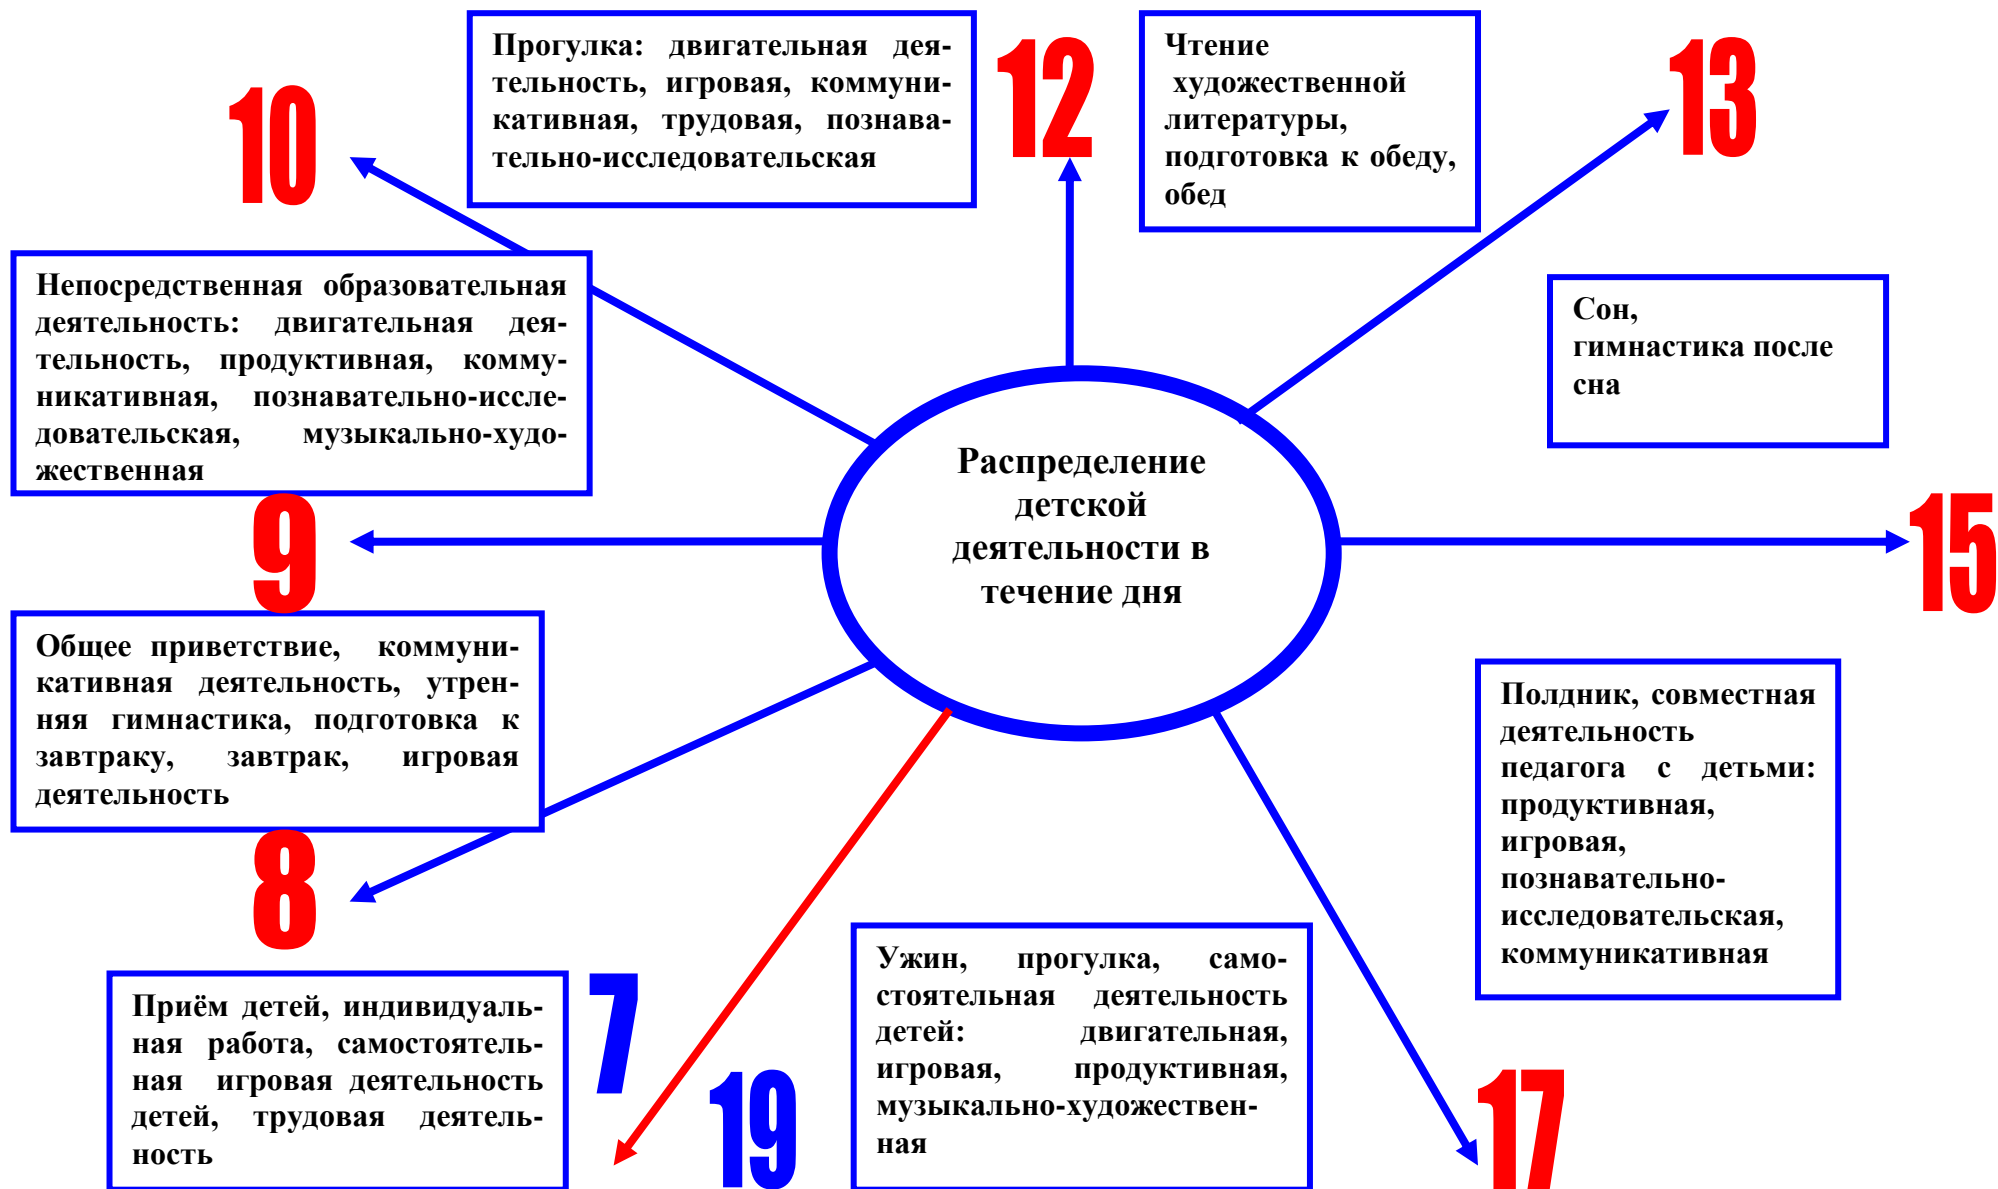 Прогулка: двигательная дея-
тельность, игровая, коммуни-
кативная, трудовая, познава-
тельно-исследовательская
12
Чтение
художественной
литературы,
подготовка к обеду,
обед
13
10
Непосредственная образовательная
деятельность: двигательная дея-
тельность, продуктивная, комму-
никативная, познавательно-иссле-
довательская, музыкально-худо-
жественная
Сон,
гимнастика после
сна
Распределение
детской
деятельности в
течение дня
9
15
Общее приветствие, коммуни-
кативная деятельность, утрен-
няя гимнастика, подготовка к
завтраку, завтрак, игровая
деятельность
Полдник, совместная
деятельность
педагога с детьми:
продуктивная,
игровая,
познавательно-
исследовательская,
коммуникативная
8
Приём детей, индивидуаль-
ная работа, самостоятель-
ная игровая деятельность
детей, трудовая деятель-
ность
7
19
Ужин, прогулка, само-
стоятельная деятельность
детей: двигательная,
игровая, продуктивная,
музыкально-художествен-
ная
17